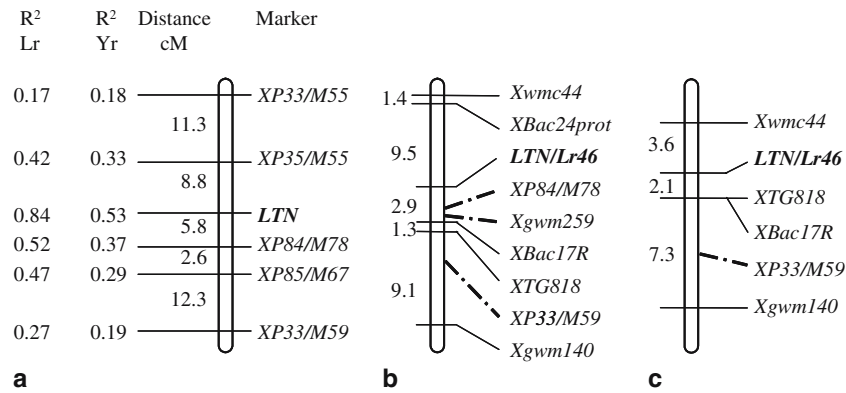 R² R² Distance Marker
Lr Yr cM
0.17 0.18 XP33/M55
11.3
0.42 0.33 XP35/M55
8.8
0.84 0.53 LTN
5.8
0.52 0.37 XP84/M78
2.6
0.47 0.29 XP85/M67
12.3
0.27 0.19 XP33/M59
a
1.4 Xwmc44
XBac24prot
9.5 LTN/Lr46
XP84/M78
2.9 Xgwm259
1.3 XBac17R
XTG818
9.1 XP33/M59
Xgwm140
b
Xwmc44
3.6
LTN/Lr46
2.1 XTG818
XBac17R
7.3 XP33/M59
Xgwm140
c